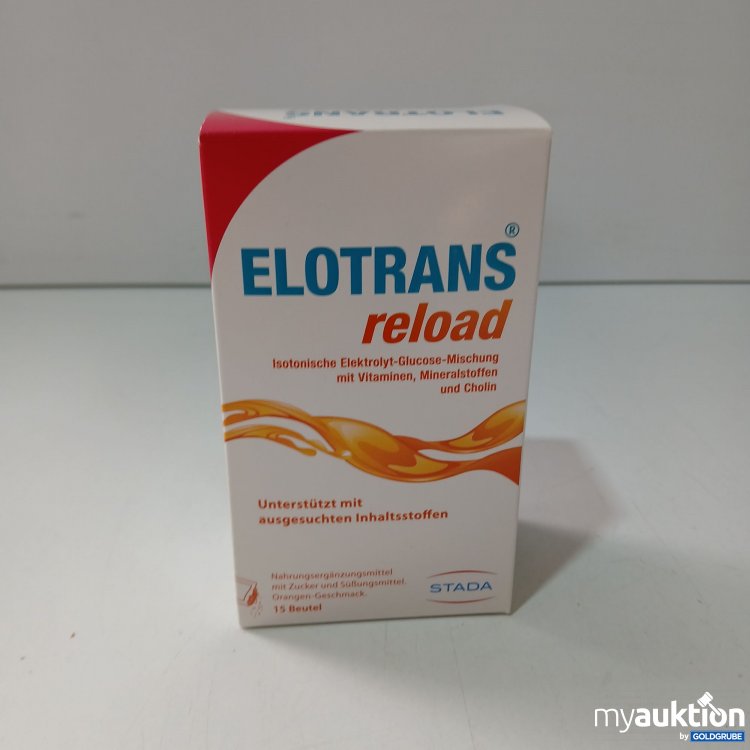 ELOTRANS
ELOTRANS®
reload
Isotonische Elektrolyt-Glucose-Mischung
mit Vitaminen, Mineralstoffen
und Cholin
Unterstützt mit
ausgesuchten Inhaltsstoffen
Nahrungsergänzungsmittel
mit Zucker und Süßungsmittel.
Orangen-Geschmack.
15 Beutel
STADA
myauktion
by GOLDGRUBE